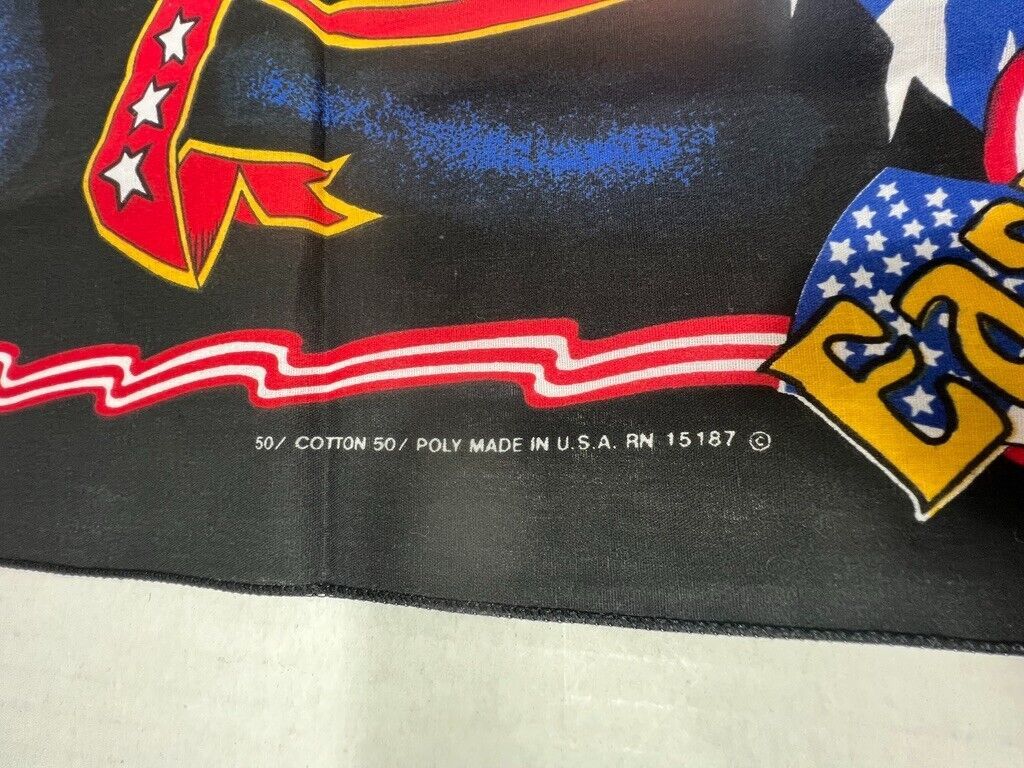 50/ COTTON 50/ POLY MADE IN U.S.A. RN 15187 ©